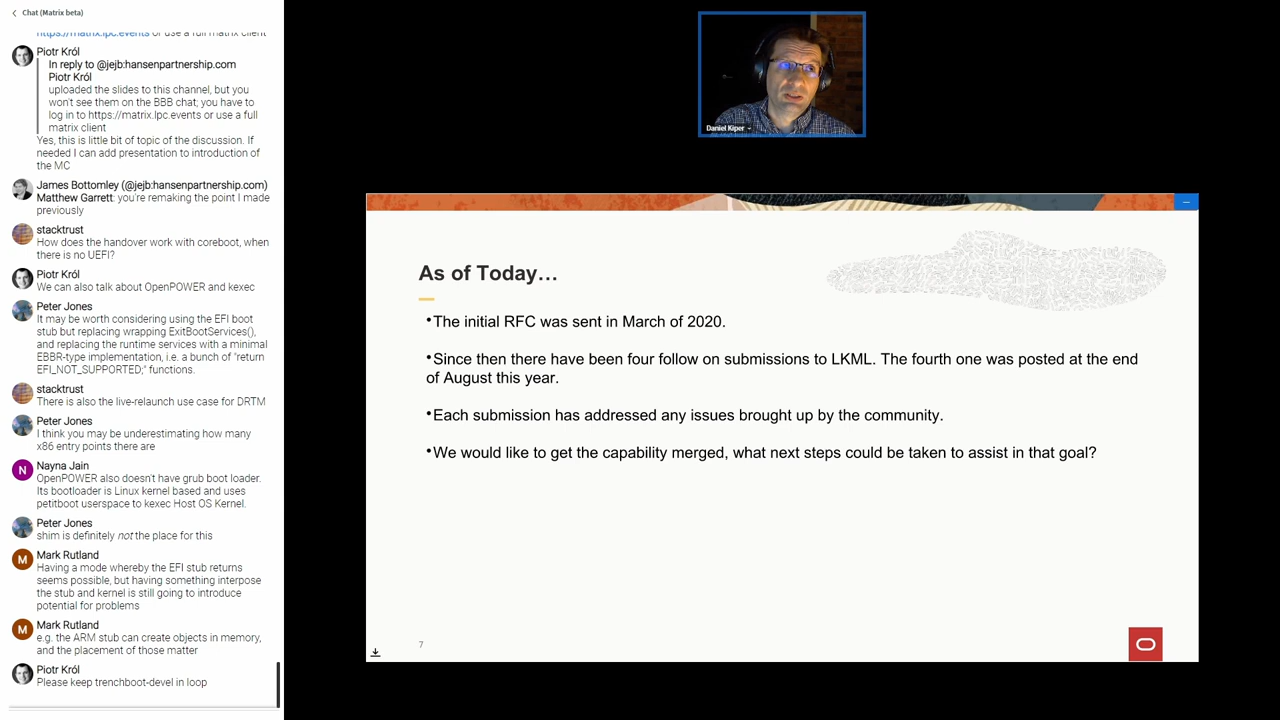 Chat (Matrix beta)
https://matrix.lpc.events or use a full matrix client
Piotr Król
In reply to @jejb:hansenpartnership.com
Piotr Król
uploaded the slides to this channel, but you
won't see them on the BBB chat; you have to
log in to https://matrix.lpc.events or use a full
matrix client
Yes, this is little bit of topic of the discussion. If
needed I can add presentation to introduction of
the MC
James Bottomley (@jejb:hansenpartnership.com)
Matthew Garrett: you're remaking the point I made
previously
stacktrust
How does the handover work with coreboot, when
there is no UEFI?
Piotr Król
We can also talk about OpenPOWER and kexec
Peter Jones
It may be worth considering using the EFI boot
stub but replacing wrapping ExitBootServices(),
and replacing the runtime services with a minimal
EBBR-type implementation, i.e. a bunch of "return
EFI_NOT_SUPPORTED;" functions.
stacktrust
There is also the live-relaunch use case for DRTM
Peter Jones
I think you may be underestimating how many
x86 entry points there are
Nayna Jain
N
OpenPOWER also doesn't have grub boot loader.
Its bootloader is Linux kernel based and uses
petitboot userspace to kexec Host OS Kernel.
Peter Jones
shim is definitely not the place for this
Mark Rutland
M
Having a mode whereby the EFI stub returns
seems possible, but having something interpose
the stub and kernel is still going to introduce
potential for problems
Mark Rutland
M
e.g. the ARM stub can create objects in memory,
and the placement of those matter
Piotr Król
Please keep trenchboot-devel in loop
Daniel Kiper
As of Today…
•The initial RFC was sent in March of 2020.
•Since then there have been four follow on submissions to LKML. The fourth one was posted at the end
of August this year.
•Each submission has addressed any issues brought up by the community.
•We would like to get the capability merged, what next steps could be taken to assist in that goal?
7